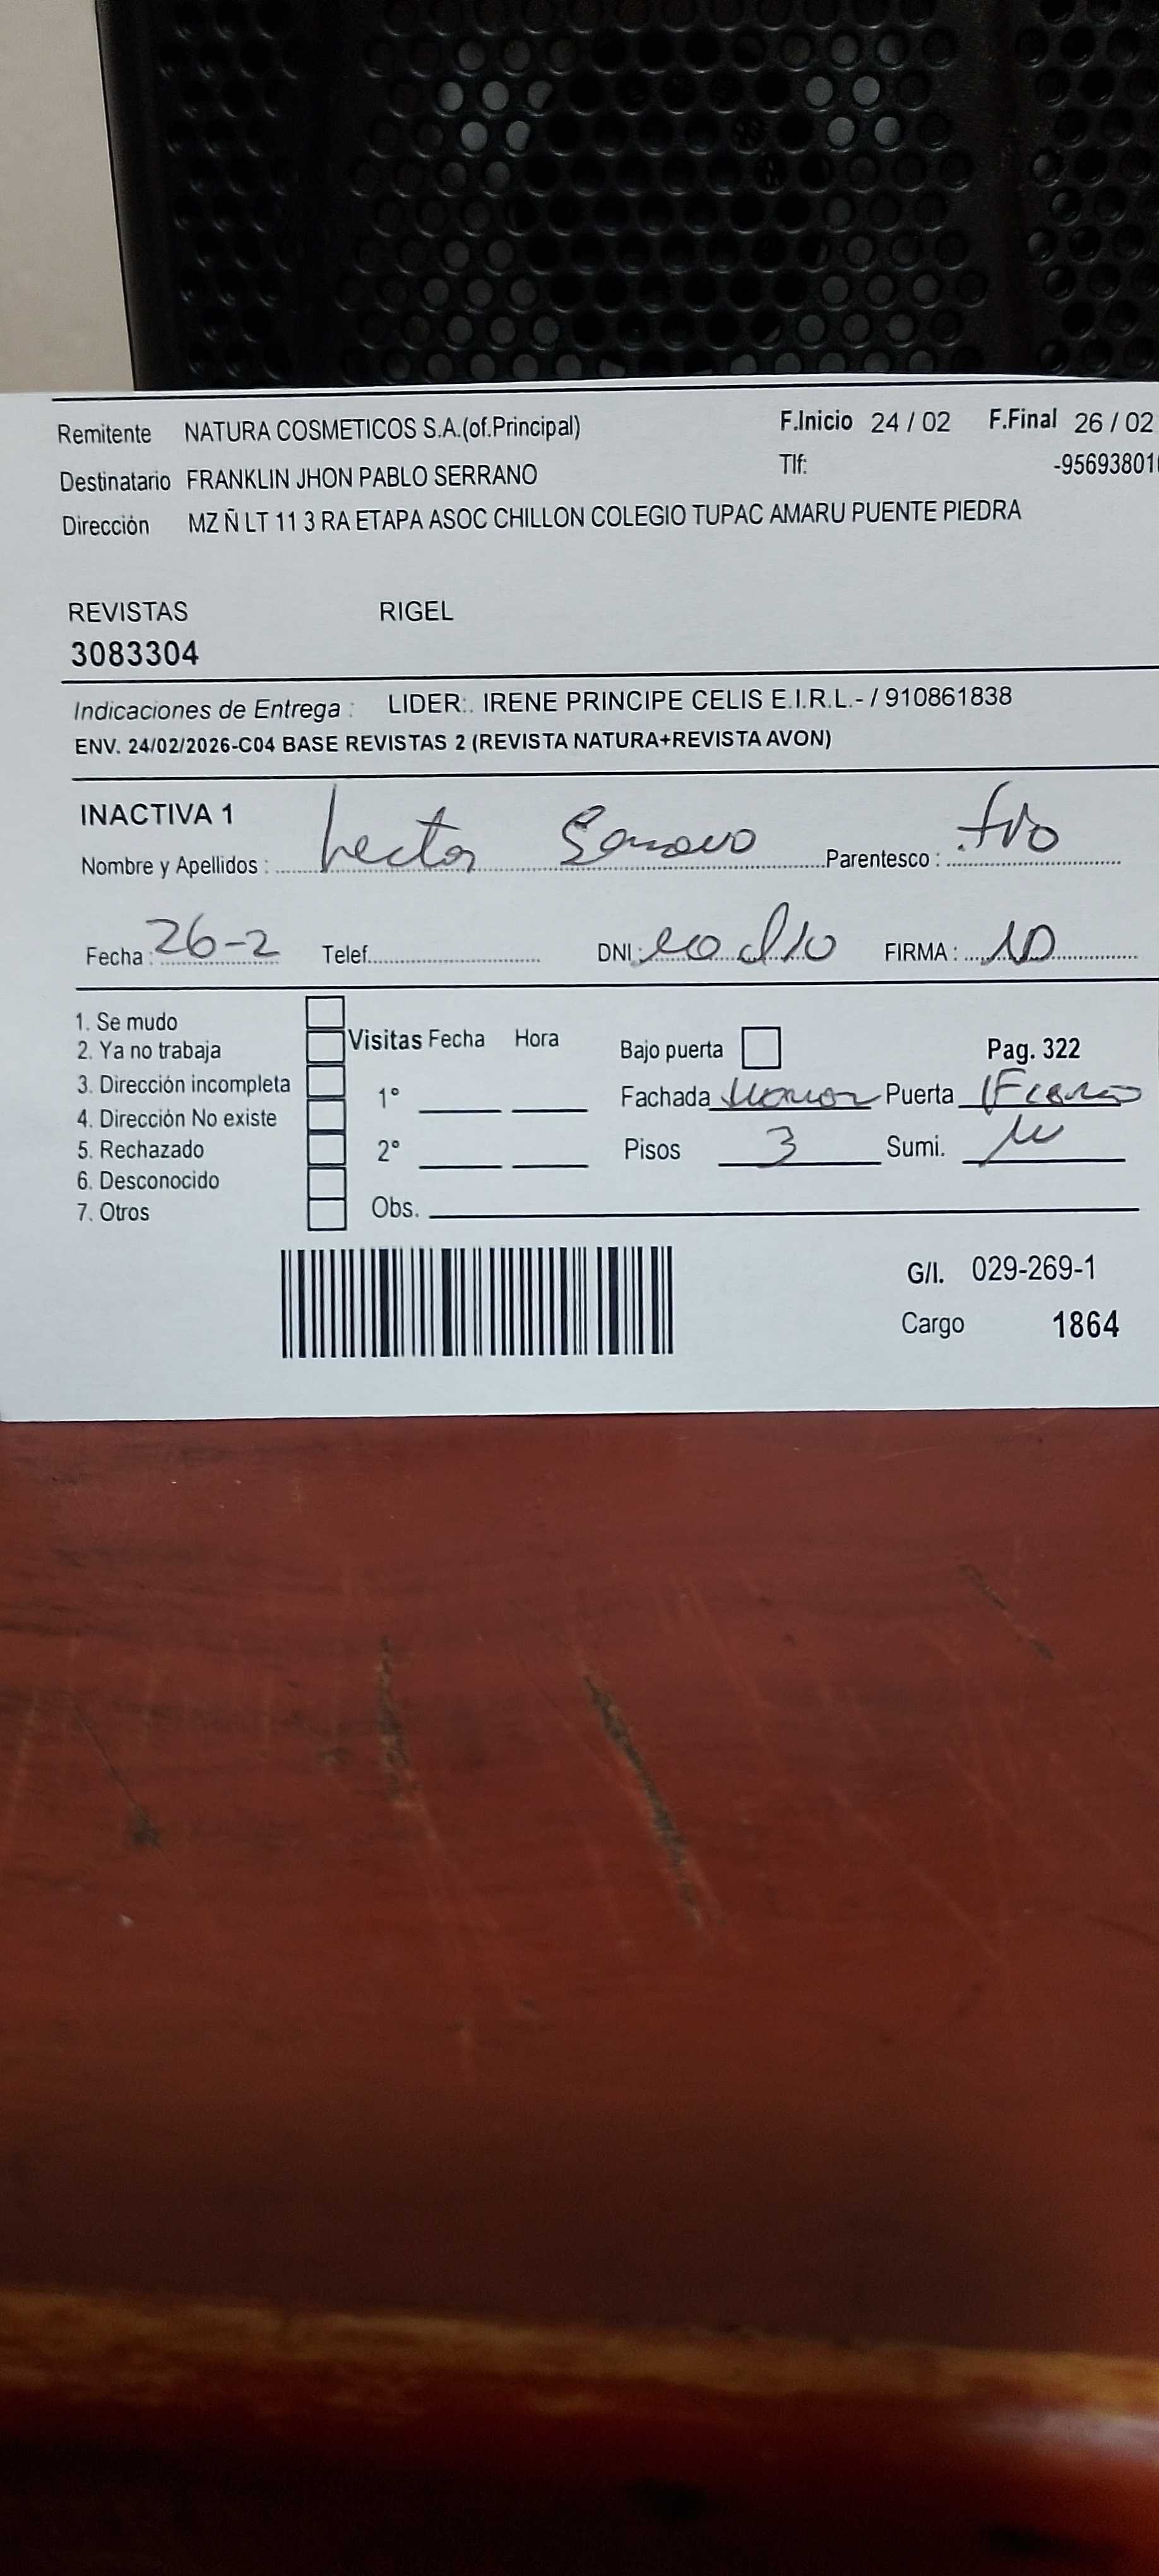 Remitente NATURA COSMETICOS S.A.(of.Principal) F.Inicio 24 / 02 F.Final 26 / 02
Destinatario FRANKLIN JHON PABLO SERRANO Tlf: -95693801
Dirección MZ Ñ LT 11 3 RA ETAPA ASOC CHILLON COLEGIO TUPAC AMARU PUENTE PIEDRA
REVISTAS RIGEL
3083304
Indicaciones de Entrega : LIDER:. IRENE PRINCIPE CELIS E.I.R.L.- / 910861838
ENV. 24/02/2026-C04 BASE REVISTAS 2 (REVISTA NATURA+REVISTA AVON)
INACTIVA 1
Nombre y Apellidos : hector Parentesco :
Fecha : 26-2 Telef. DNI : FIRMA :
1. Se mudo
2. Ya no trabaja Visitas Fecha Hora Bajo puerta Pag. 322
3. Dirección incompleta 1° Fachada Puerta
4. Dirección No existe
5. Rechazado 2° Pisos 3 Sumi.
6. Desconocido
7. Otros Obs.
G/I. 029-269-1
Cargo 1864